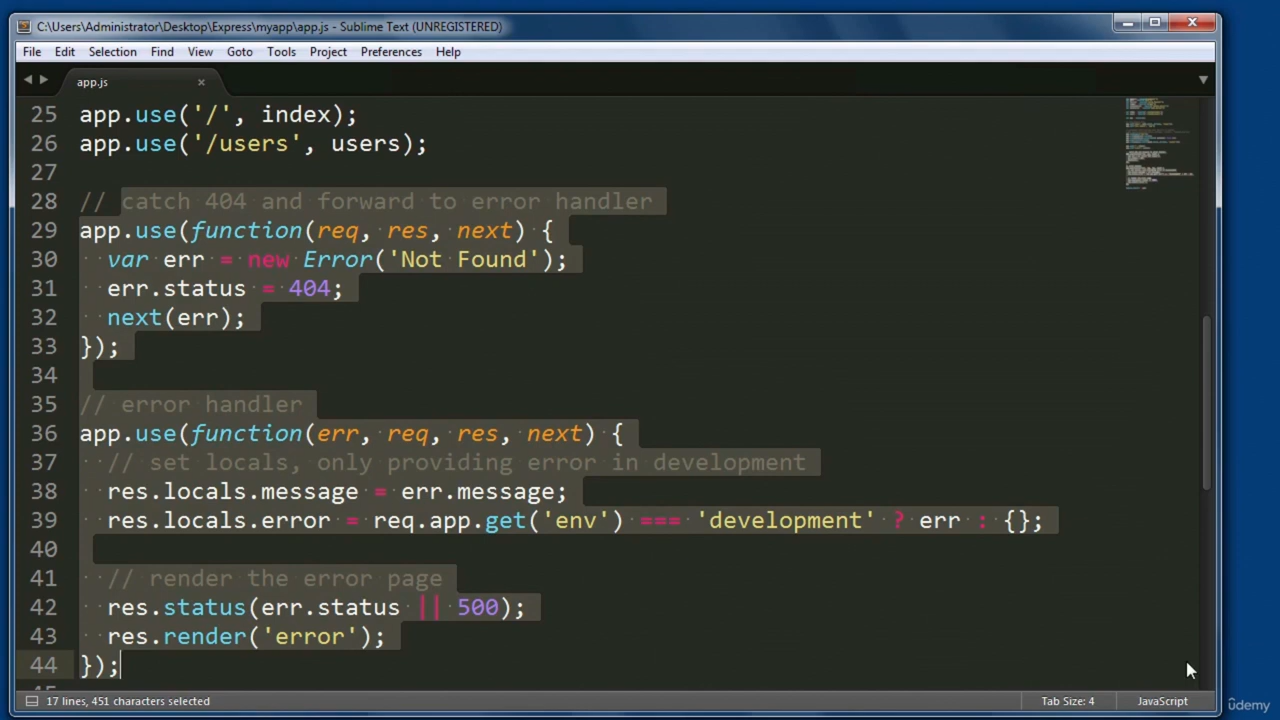 C:\Users\Administrator\Desktop\Express\myapp\app.js - Sublime Text (UNREGISTERED)
File Edit Selection Find View Goto Tools Project Preferences Help
app.js
25 app.use('/', index);
26 app.use('/users', users);
27
28 // catch 404 and forward to error handler
29 app.use(function(req, res, next) {
30   var err = new Error('Not Found');
31   err.status = 404;
32   next(err);
33 });
34
35 // error handler
36 app.use(function(err, req, res, next) {
37   // set locals, only providing error in development
38   res.locals.message = err.message;
39   res.locals.error = req.app.get('env') === 'development' ? err : {};
40
41   // render the error page
42   res.status(err.status || 500);
43   res.render('error');
44 });
17 lines, 451 characters selected
Tab Size: 4
JavaScript
ûdemy